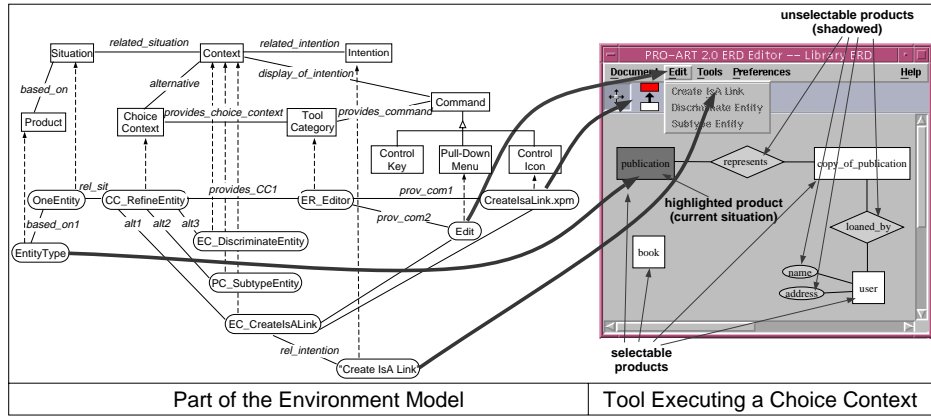 unselectable products
(shadowed)
Situation
related_situation
Context
related_intention
Intention
display_of_intention
alternative
based_on
Product
Choice
Context
provides_choice_context
Tool
Category
provides_command
Command
Control
Key
Pull-Down
Menu
Control
Icon
OneEntity
rel_sit
CC_RefineEntity
provides_CC1
ER_Editor
prov_com1
CreateIsaLink.xpm
prov_com2
Edit
based_on1
EntityType
alt1
alt2
alt3
EC_DiscriminateEntity
PC_SubtypeEntity
EC_CreateIsALink
rel_intention
"Create IsA Link"
PRO-ART 2.0 ERD Editor -- Library ERD
Document Edit Tools Preferences Help
Create IsA Link
Discriminate Entity
Subtype Entity
publication
represents
copy_of_publication
highlighted product
(current situation)
loaned_by
book
name
address
user
selectable
products
Part of the Environment Model
Tool Executing a Choice Context